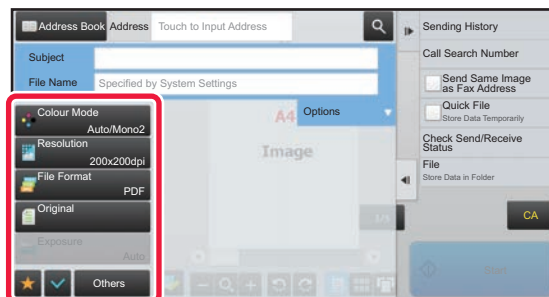 Address Book Address Touch to Input Address
Sending History
Subject
Call Search Number
File Name Specified by System Settings
Send Same Image
as Fax Address
Colour Mode
Auto/Mono2
A4 Options
Quick File
Store Data Temporarily
Resolution
200x200dpi
Image
Check Send/Receive
Status
File Format
PDF
File
Store Data in Folder
Original
CA
Exposure
Auto
Others
Start